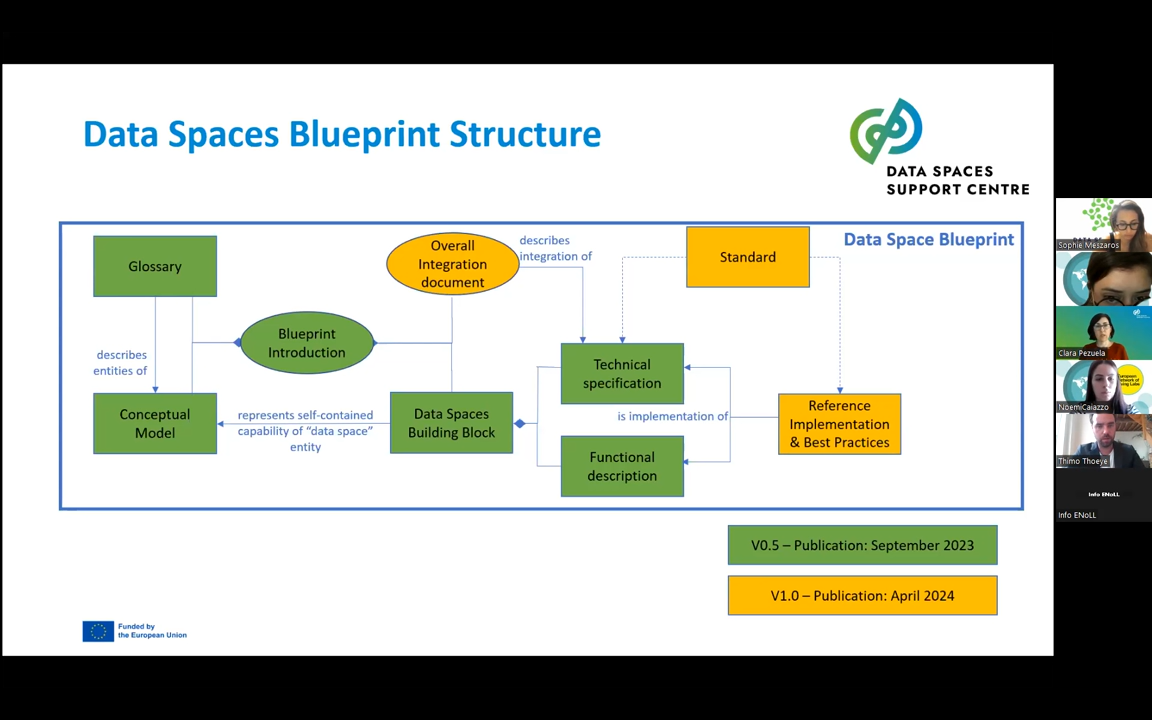 Data Spaces Blueprint Structure
DATA SPACES
SUPPORT CENTRE
Data Space Blueprint
Glossary
Overall
Integration
document
describes
integration of
Standard
Blueprint
Introduction
describes
entities of
Technical
specification
Conceptual
Model
represents self-contained
capability of “data space”
entity
Data Spaces
Building Block
is implementation of
Reference
Implementation
& Best Practices
Functional
description
V0.5 – Publication: September 2023
V1.0 – Publication: April 2024
Funded by
the European Union
Sophie Meszaros
Clara Pezuela
NoemiCaiazzo
Thimo Thoeye
Info ENoLL
Info ENoLL